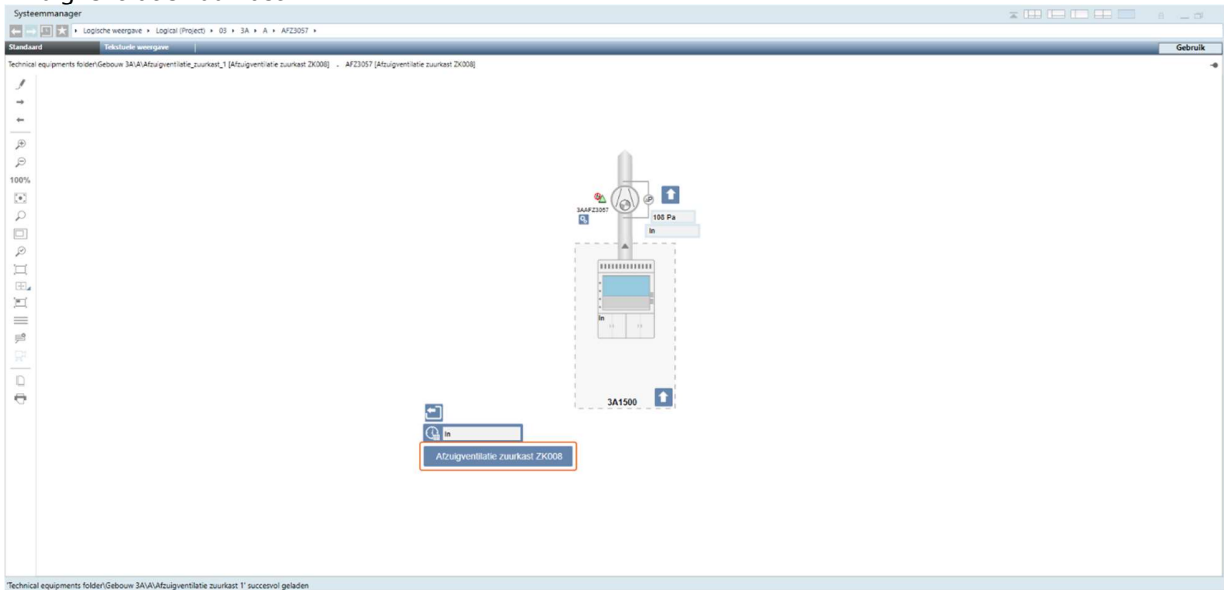 Systeemmanager
Logische weergave Logical (Project) 03 3A A AFZ3057
Standaard Tekstuele weergave Gebruik
Technical equipments folder\Gebouw 3A\A\Afzuigventilatie_zuurkast_1 [Afzuigventilatie zuurkast ZK008] . AFZ3057 [Afzuigventilatie zuurkast ZK008]
100%
3AAFZ3057
108 Pa
In
In
3A1500
In
Afzuigventilatie zuurkast ZK008
'Technical equipments folder\Gebouw 3A\A\Afzuigventilatie zuurkast 1' succesvol geladen